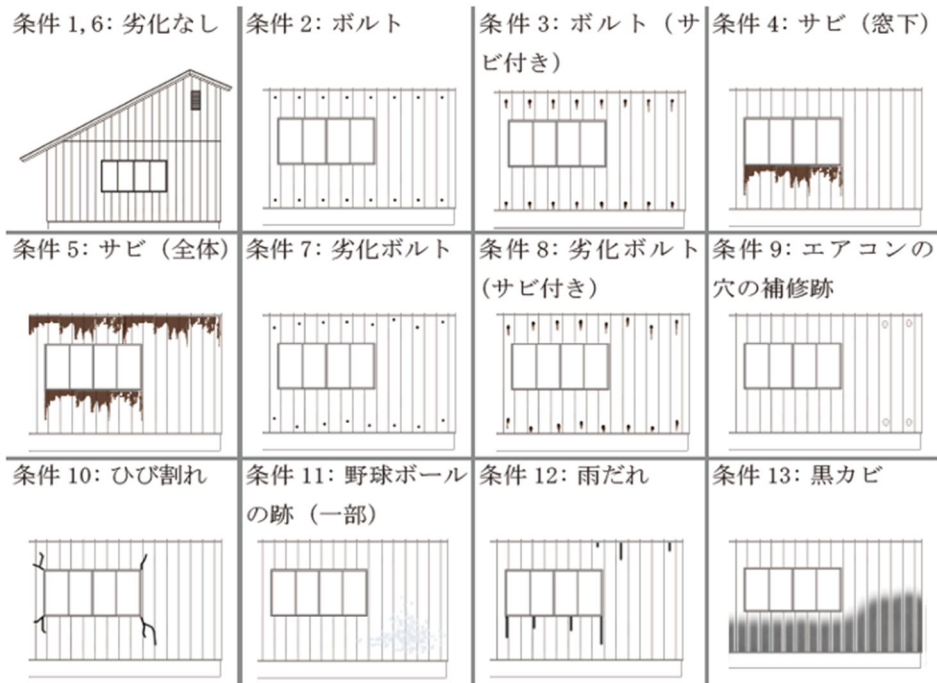 条件 1,6: 劣化なし
条件 2: ボルト
条件 3: ボルト（サ
ビ付き）
条件 4: サビ（窓下）
条件 5: サビ（全体）
条件 7: 劣化ボルト
条件 8: 劣化ボルト
(サビ付き)
条件 9: エアコンの
穴の補修跡
条件 10: ひび割れ
条件 11: 野球ボール
の跡（一部）
条件 12: 雨だれ
条件 13: 黒カビ